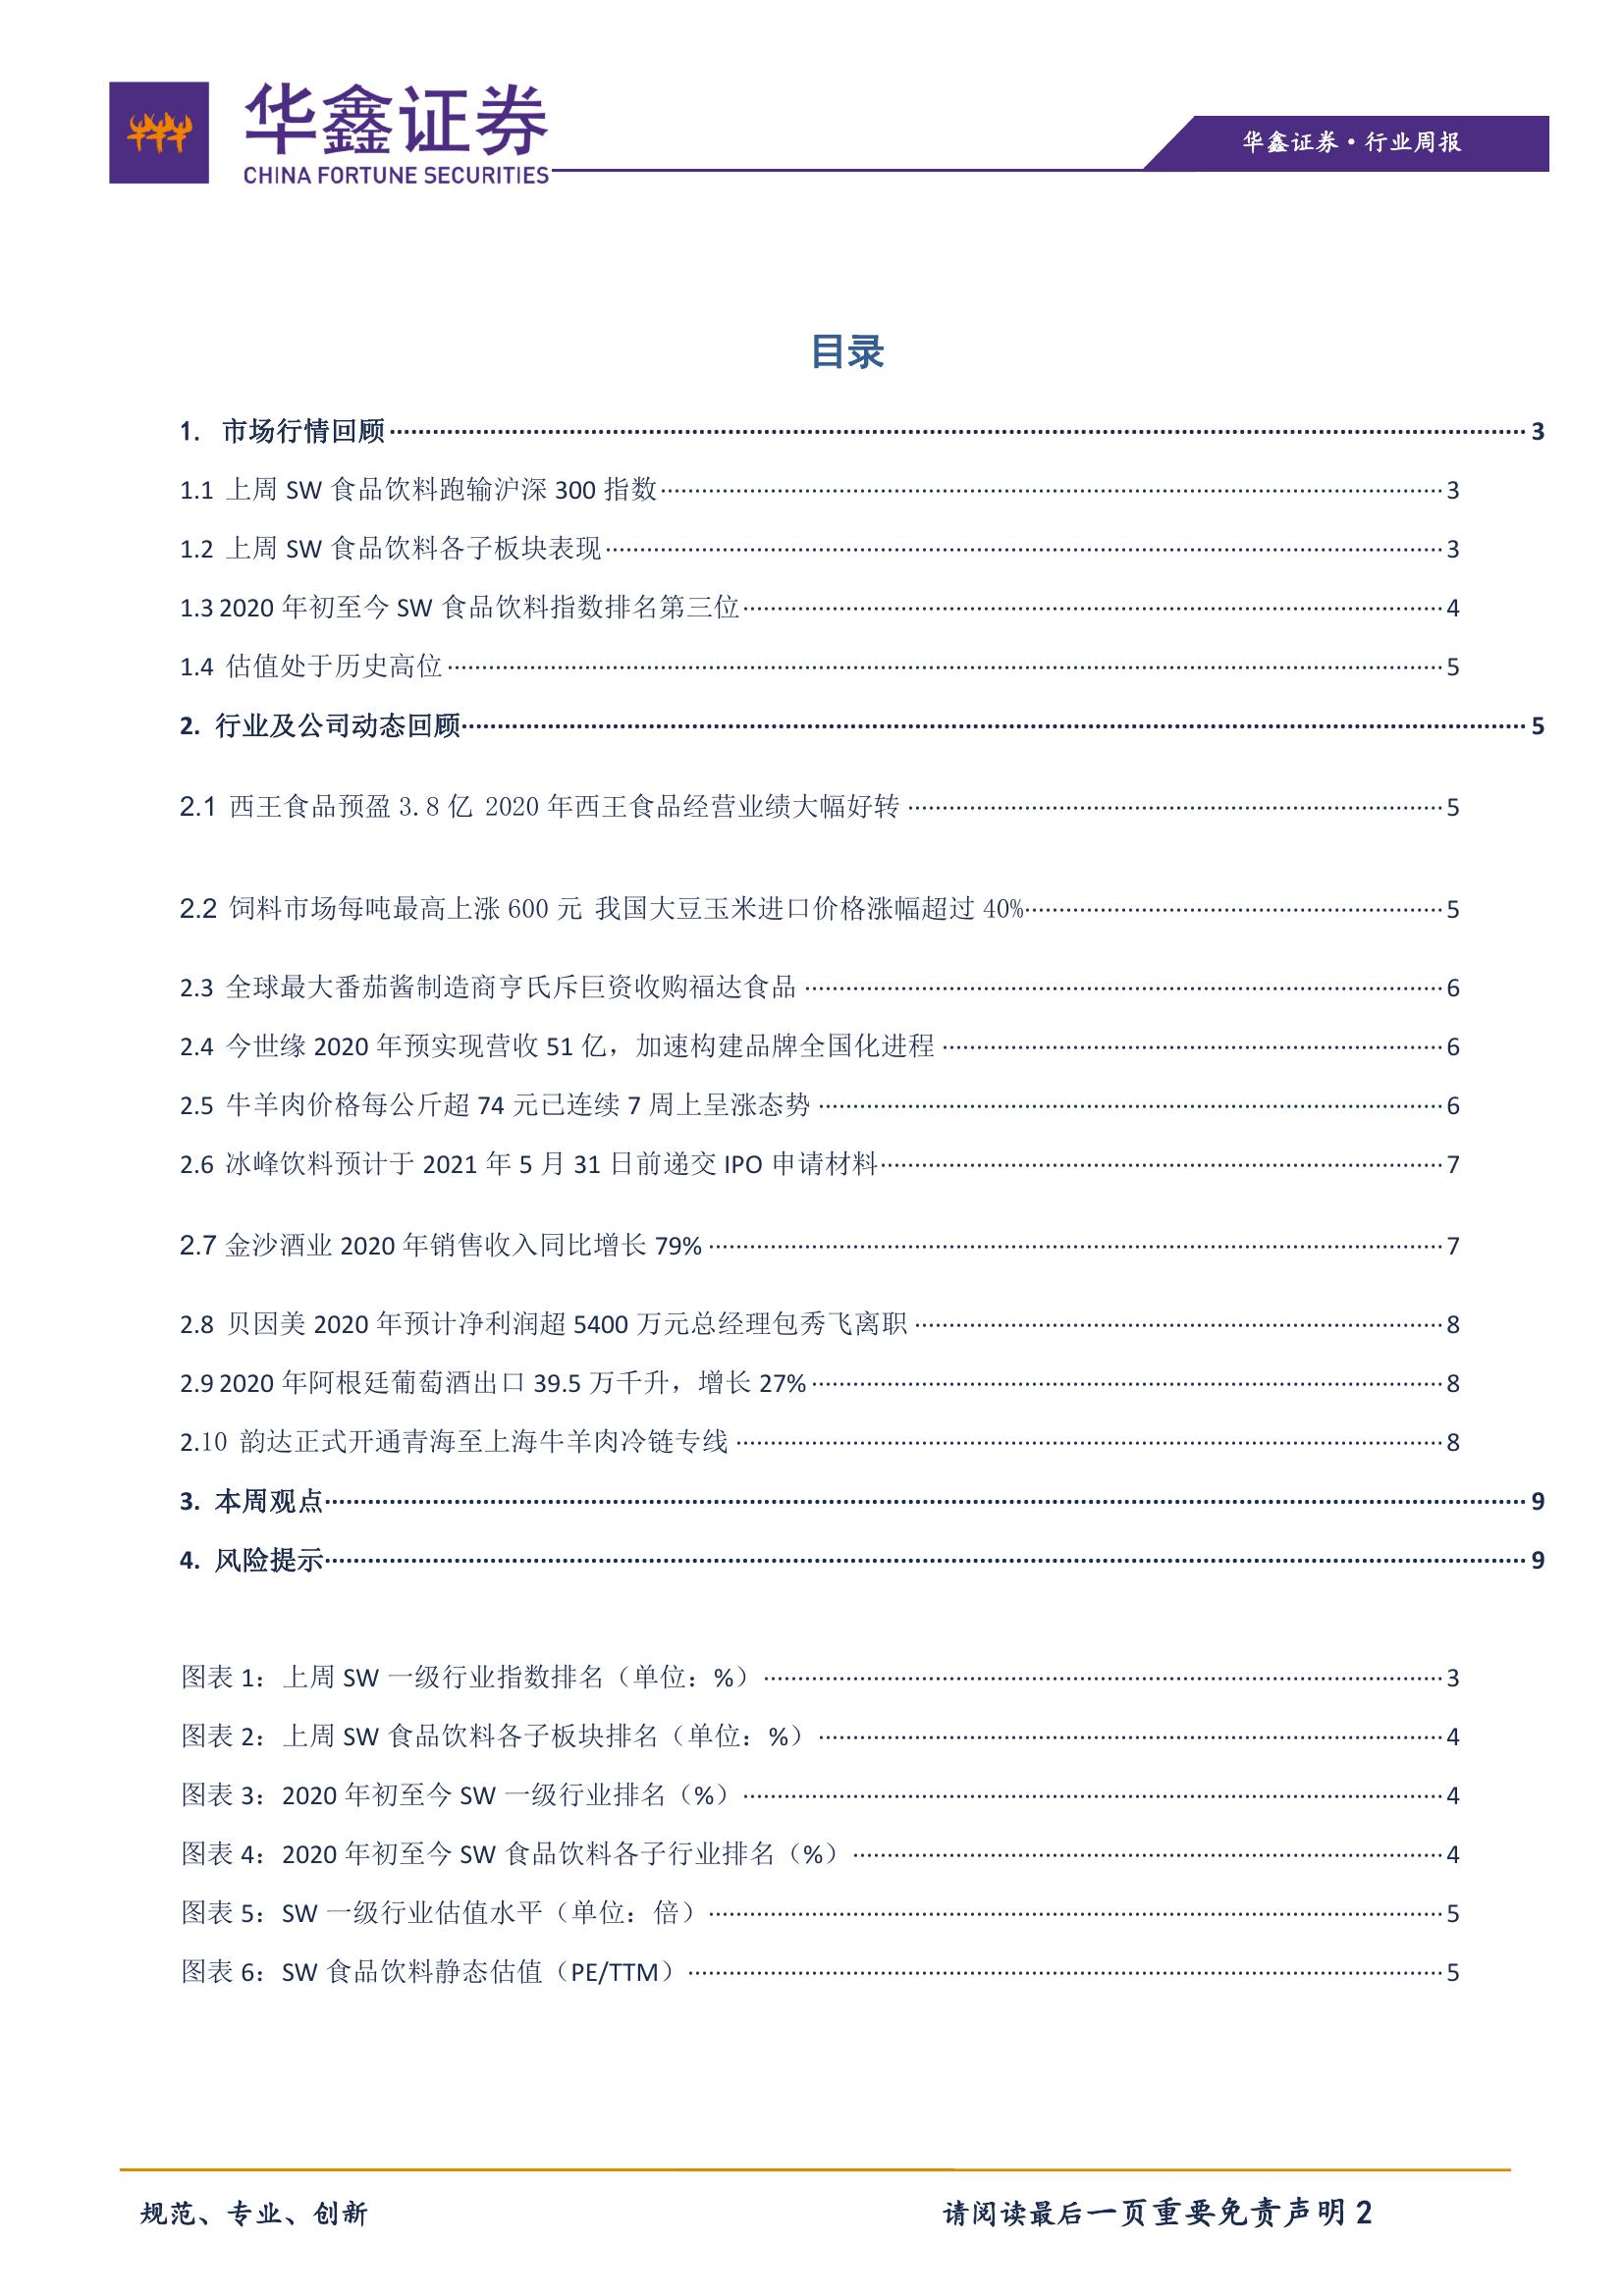 华鑫证券
CHINA FORTUNE SECURITIES
华鑫证券·行业周报
目录
1. 市场行情回顾 3
1.1 上周 SW 食品饮料跑输沪深 300 指数 3
1.2 上周 SW 食品饮料各子板块表现 3
1.3 2020 年初至今 SW 食品饮料指数排名第三位 4
1.4 估值处于历史高位 5
2. 行业及公司动态回顾 5
2.1 西王食品预盈 3.8 亿 2020 年西王食品经营业绩大幅好转 5
2.2 饲料市场每吨最高上涨 600 元 我国大豆玉米进口价格涨幅超过 40% 5
2.3 全球最大番茄酱制造商亨氏斥巨资收购福达食品 6
2.4 今世缘 2020 年预实现营收 51 亿，加速构建品牌全国化进程 6
2.5 牛羊肉价格每公斤超 74 元已连续 7 周上呈涨态势 6
2.6 冰峰饮料预计于 2021 年 5 月 31 日前递交 IPO 申请材料 7
2.7 金沙酒业 2020 年销售收入同比增长 79% 7
2.8 贝因美 2020 年预计净利润超 5400 万元总经理包秀飞离职 8
2.9 2020 年阿根廷葡萄酒出口 39.5 万千升，增长 27% 8
2.10 韵达正式开通青海至上海牛羊肉冷链专线 8
3. 本周观点 9
4. 风险提示 9
图表 1：上周 SW 一级行业指数排名（单位：%） 3
图表 2：上周 SW 食品饮料各子板块排名（单位：%） 4
图表 3：2020 年初至今 SW 一级行业排名（%） 4
图表 4：2020 年初至今 SW 食品饮料各子行业排名（%） 4
图表 5：SW 一级行业估值水平（单位：倍） 5
图表 6：SW 食品饮料静态估值（PE/TTM） 5
规范、专业、创新
请阅读最后一页重要免责声明 2